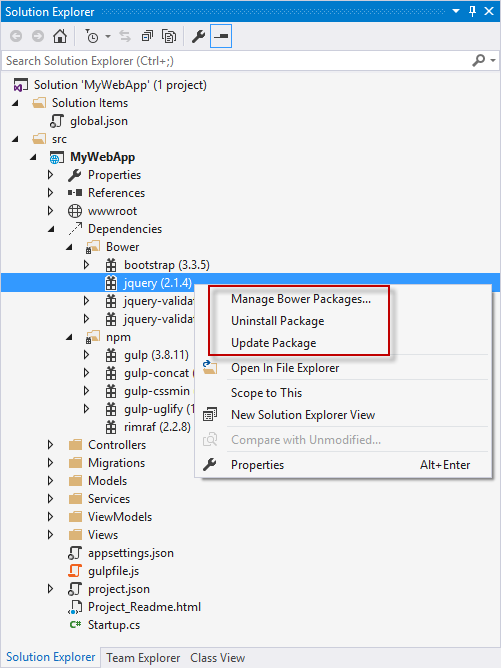 Solution Explorer
Search Solution Explorer (Ctrl+;)
Solution 'MyWebApp' (1 project)
Solution Items
global.json
src
MyWebApp
Properties
References
wwwroot
Dependencies
Bower
bootstrap (3.3.5)
jquery (2.1.4)
jquery-valida
jquery-valida
npm
gulp (3.8.11)
gulp-concat (
gulp-cssmin
gulp-uglify (1
rimraf (2.2.8)
Manage Bower Packages...
Uninstall Package
Update Package
Open In File Explorer
Scope to This
New Solution Explorer View
Compare with Unmodified...
Properties Alt+Enter
Controllers
Migrations
Models
Services
ViewModels
Views
appsettings.json
gulpfile.js
project.json
Project_Readme.html
Startup.cs
Solution Explorer Team Explorer Class View